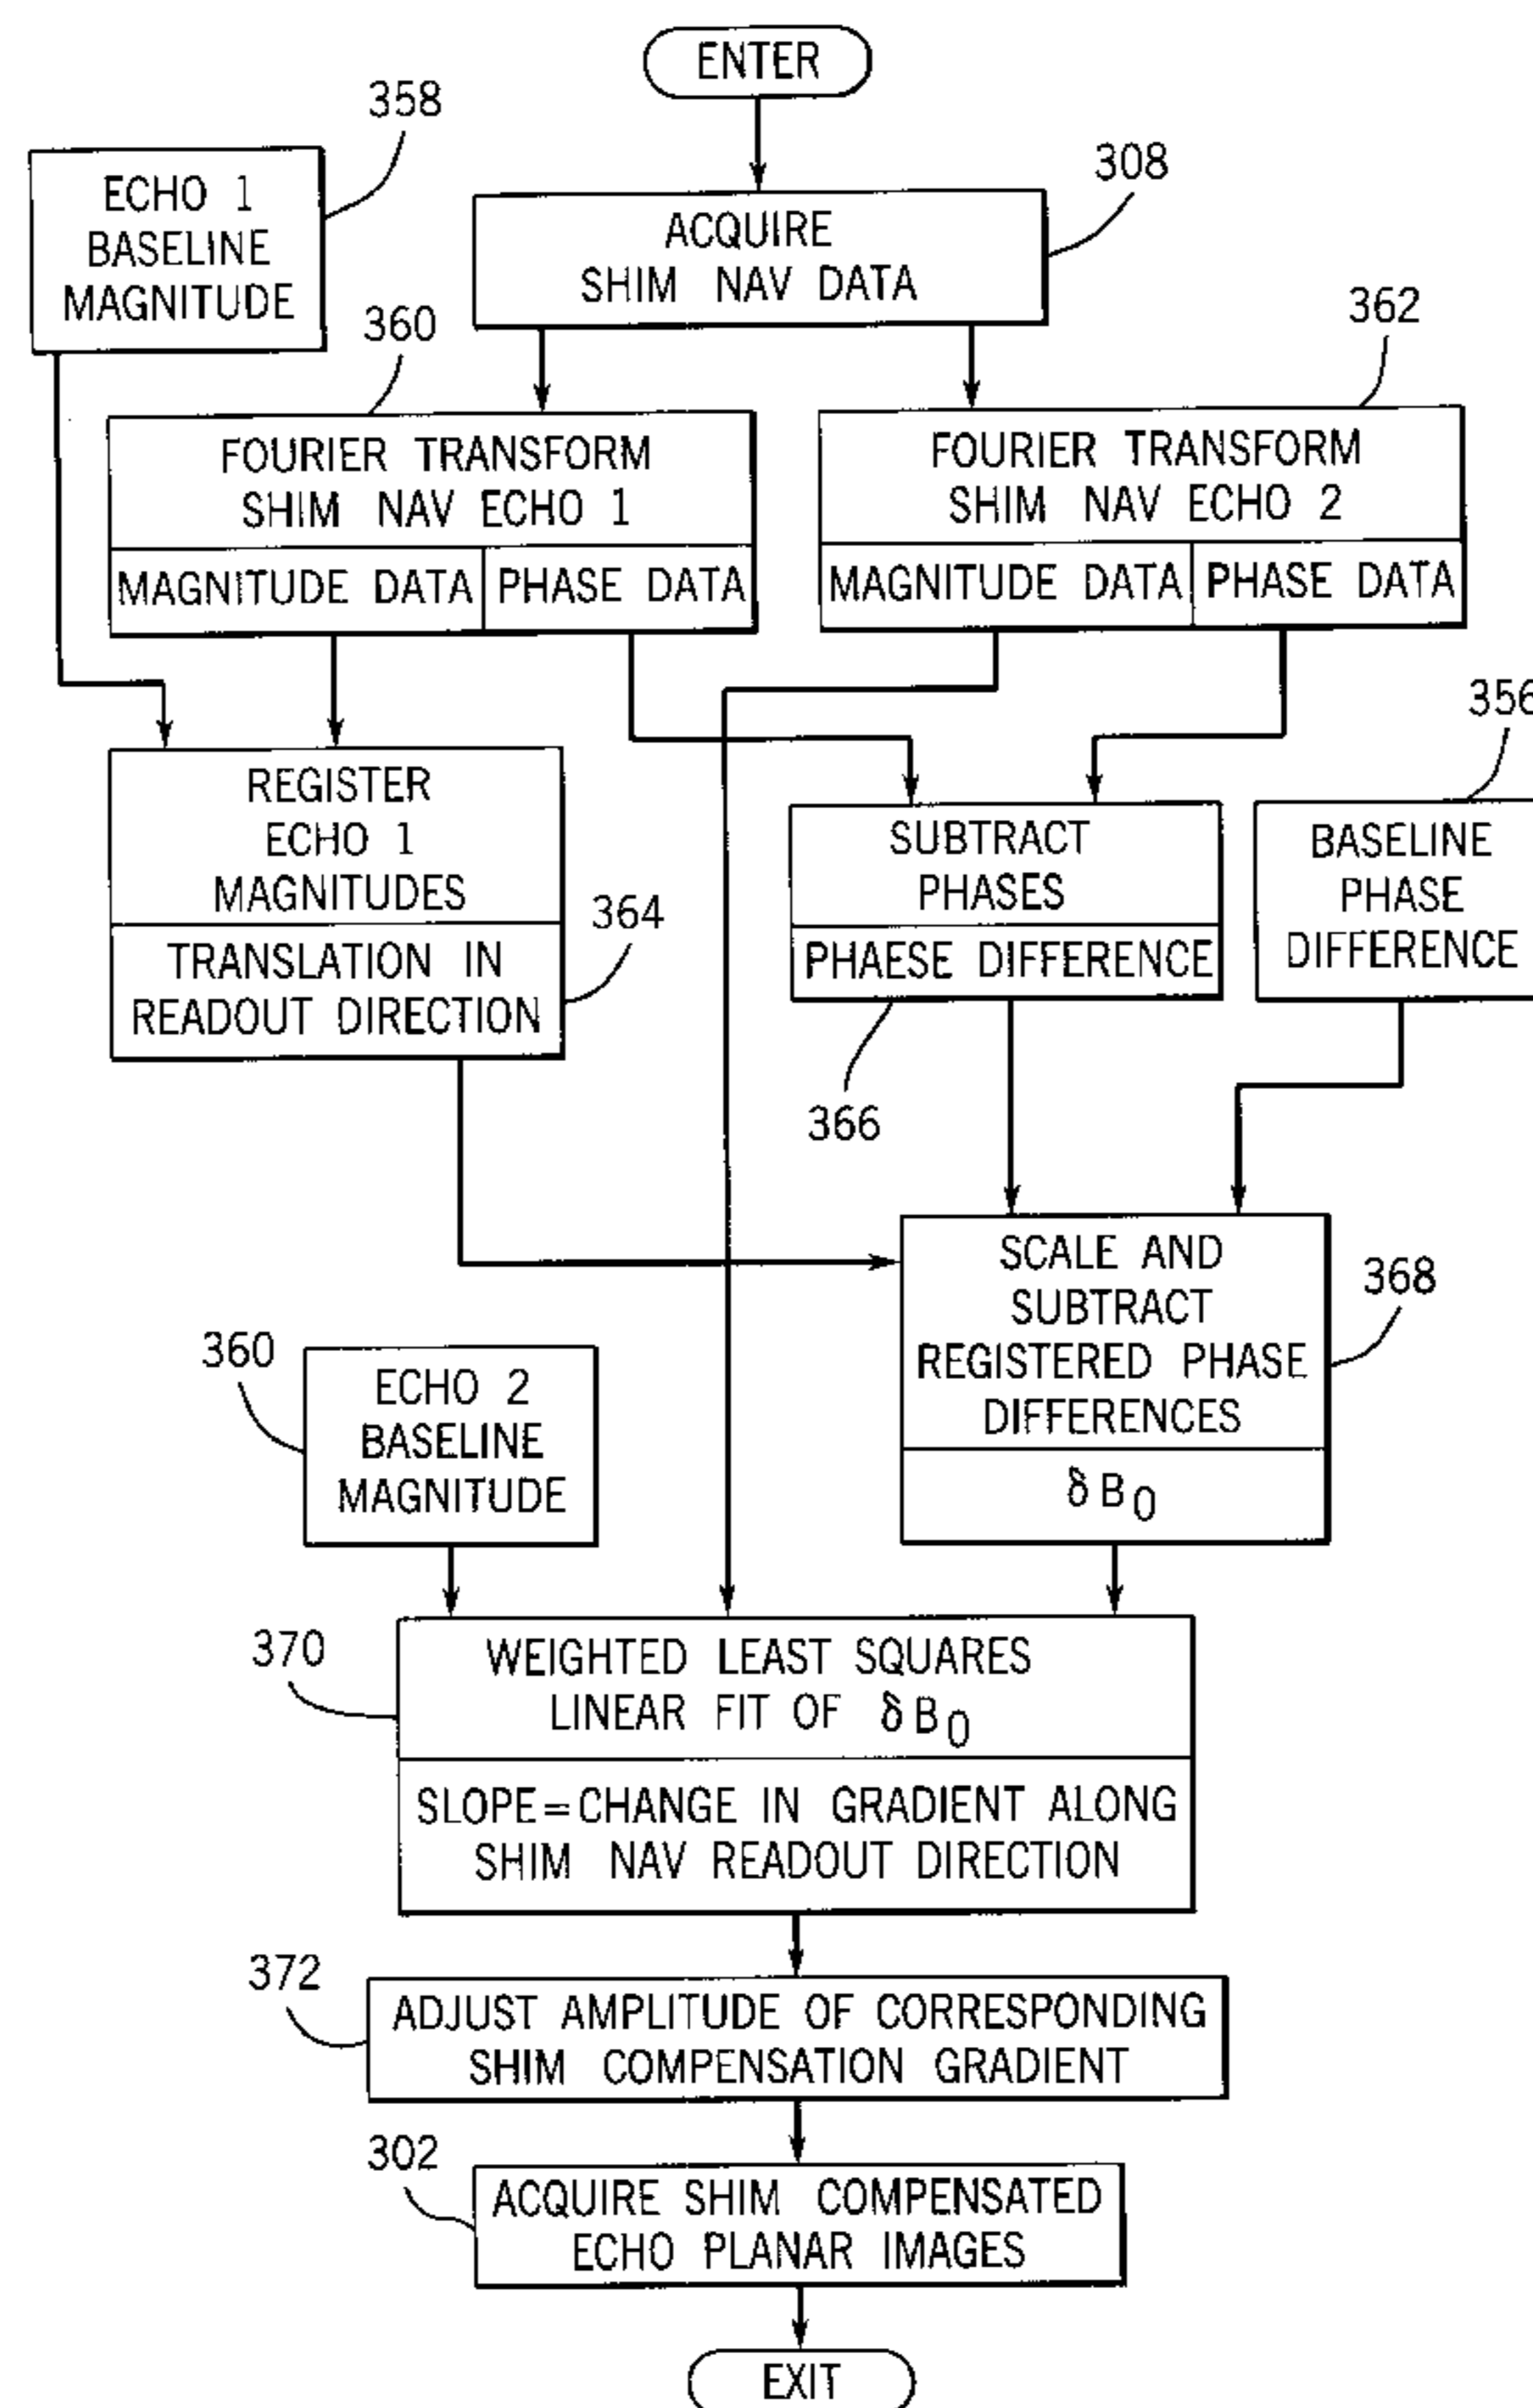 ENTER
358
ECHO 1
BASELINE
MAGNITUDE
308
ACQUIRE
SHIM NAV DATA
360
FOURIER TRANSFORM
SHIM NAV ECHO 1
MAGNITUDE DATA
PHASE DATA
362
FOURIER TRANSFORM
SHIM NAV ECHO 2
MAGNITUDE DATA
PHASE DATA
REGISTER
ECHO 1
MAGNITUDES
TRANSLATION IN
READOUT DIRECTION
364
SUBTRACT
PHASES
PHAESE DIFFERENCE
366
356
BASELINE
PHASE
DIFFERENCE
SCALE AND
SUBTRACT
REGISTERED PHASE
DIFFERENCES
δB0
368
360
ECHO 2
BASELINE
MAGNITUDE
370
WEIGHTED LEAST SQUARES
LINEAR FIT OF δB0
SLOPE=CHANGE IN GRADIENT ALONG
SHIM NAV READOUT DIRECTION
372
ADJUST AMPLITUDE OF CORRESPONDING
SHIM COMPENSATION GRADIENT
302
ACQUIRE SHIM COMPENSATED
ECHO PLANAR IMAGES
EXIT